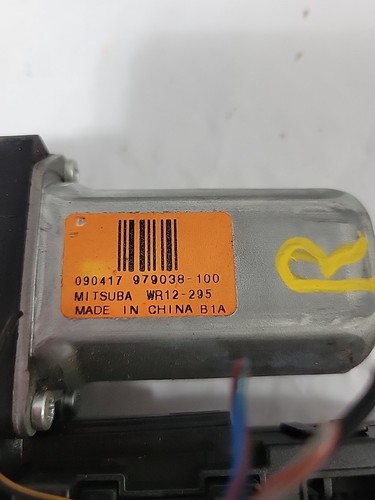 R
090417 979038-100
MITSUBA WR12-295
MADE IN CHINA B1A